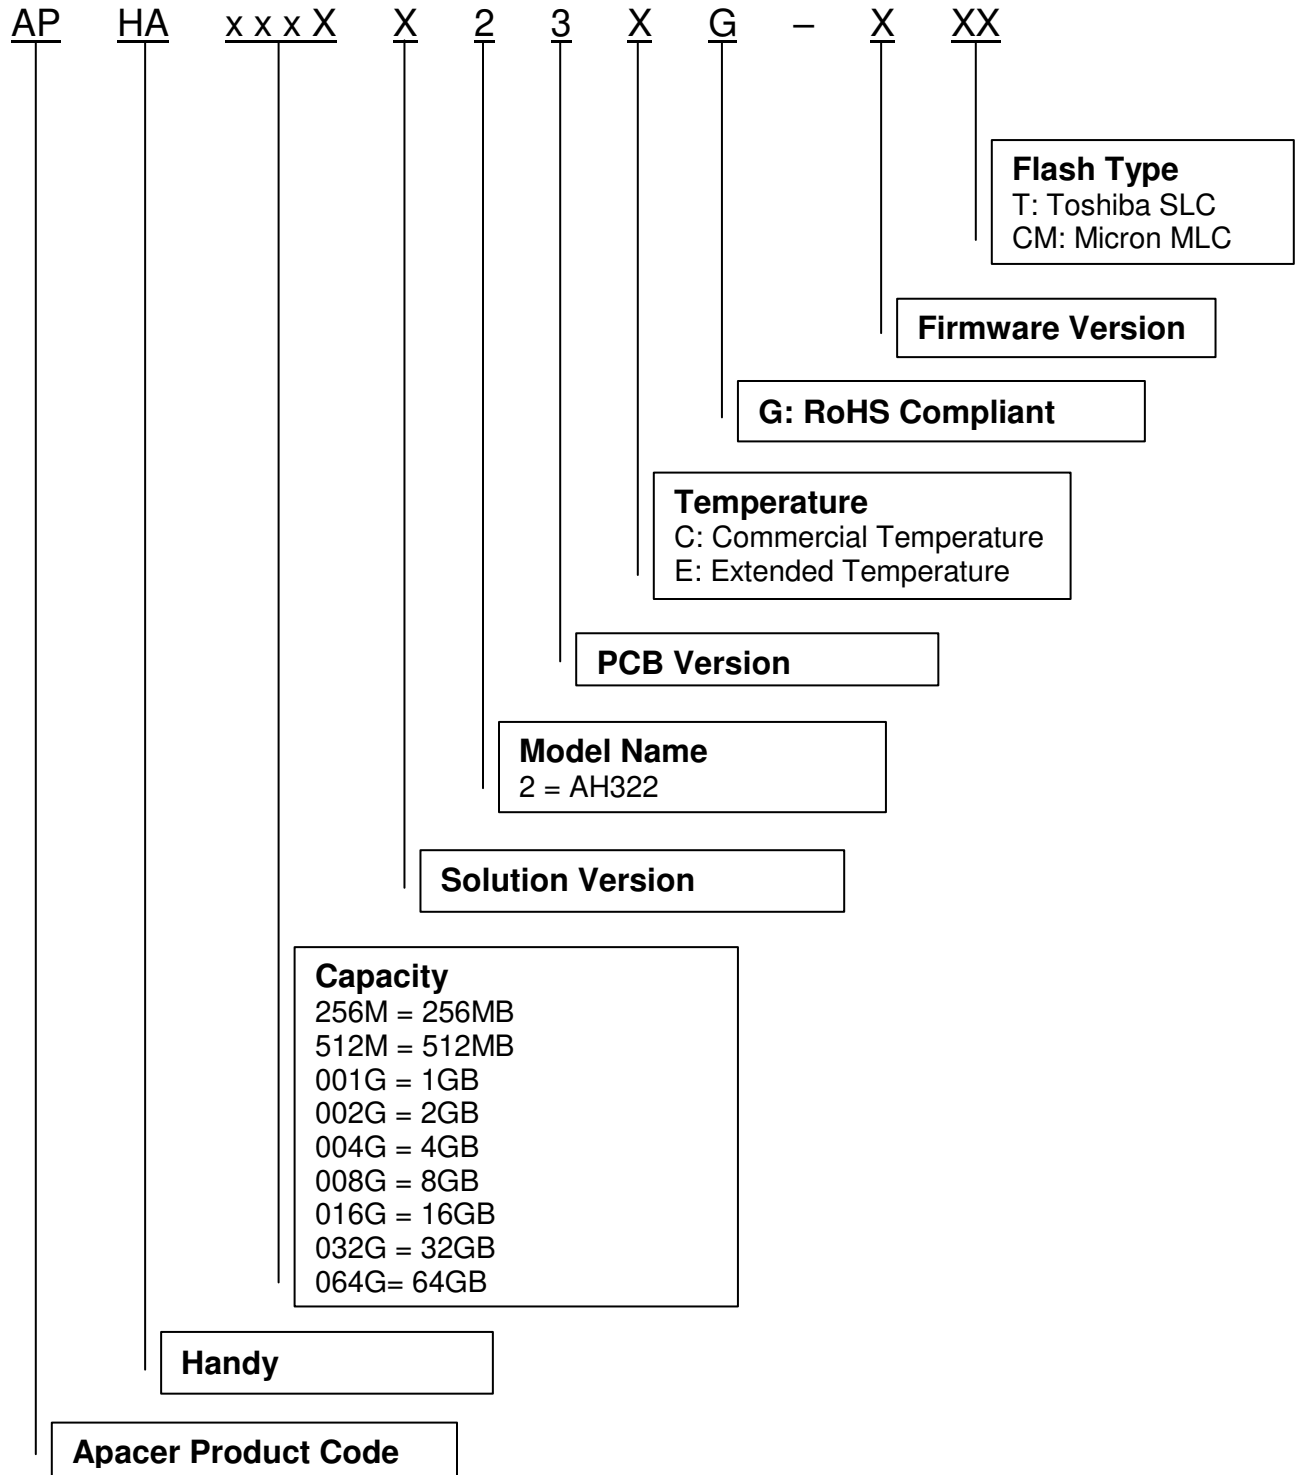 AP HA x x x X X 2 3 X G – X XX
Flash Type
T: Toshiba SLC
CM: Micron MLC
Firmware Version
G: RoHS Compliant
Temperature
C: Commercial Temperature
E: Extended Temperature
PCB Version
Model Name
2 = AH322
Solution Version
Capacity
256M = 256MB
512M = 512MB
001G = 1GB
002G = 2GB
004G = 4GB
008G = 8GB
016G = 16GB
032G = 32GB
064G= 64GB
Handy
Apacer Product Code